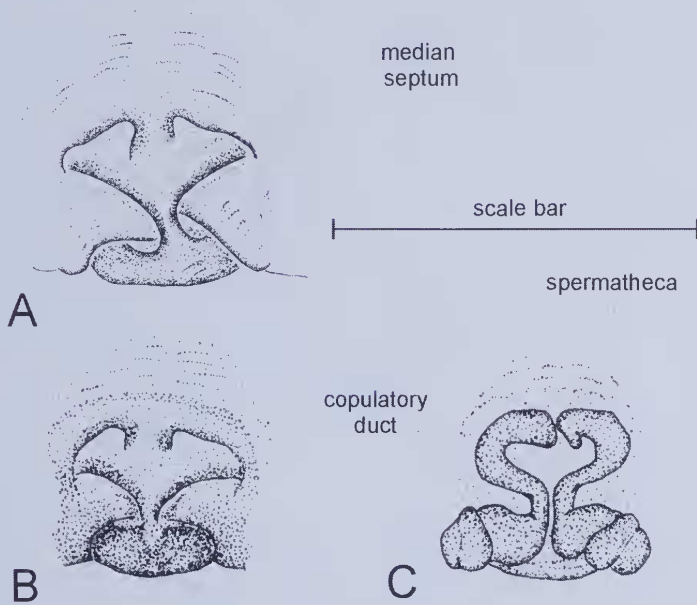 median
septum
scale bar
spermatheca
A
copulatory
duct
B
C